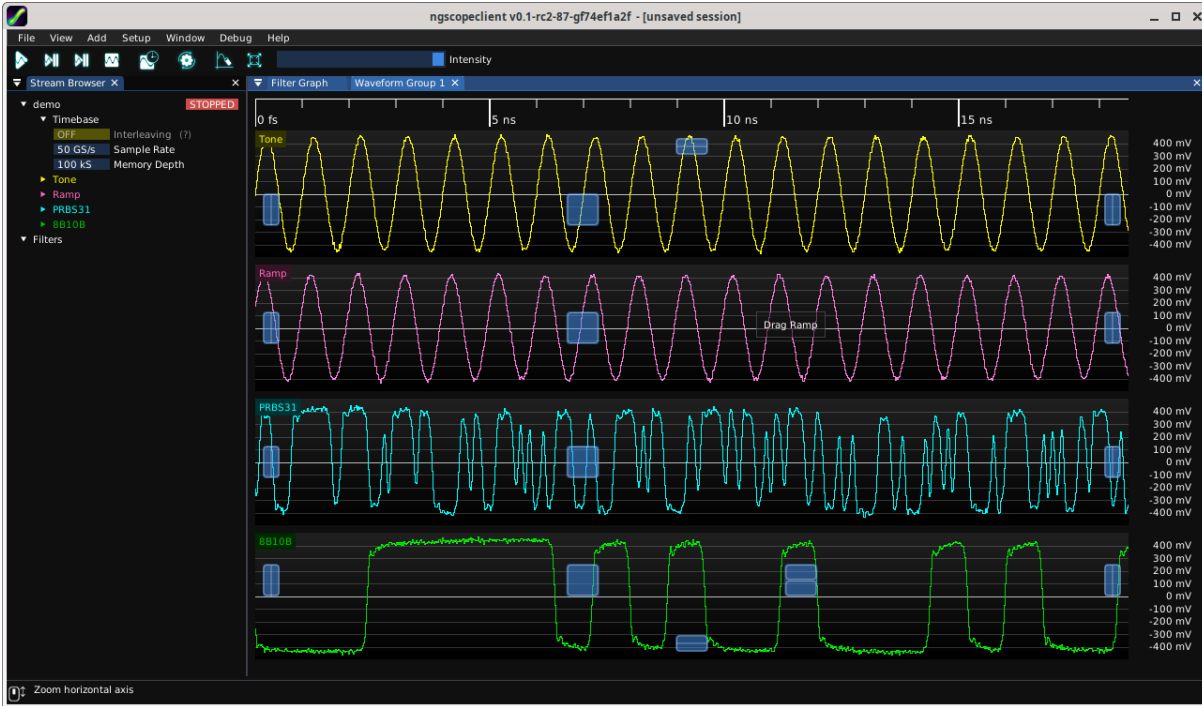 ngscopeclient v0.1-rc2-87-gf74ef1a2f - [unsaved session]
File View Add Setup Window Debug Help
Intensity
Stream Browser
Filter Graph Waveform Group 1
demo STOPPED
Timebase
OFF Interleaving (?)
50 GS/s Sample Rate
100 kS Memory Depth
Tone
Ramp
PRBS31
8B10B
Filters
0 fs 5 ns 10 ns 15 ns
Tone
400 mV
300 mV
200 mV
100 mV
0 mV
-100 mV
-200 mV
-300 mV
-400 mV
Ramp
400 mV
300 mV
200 mV
100 mV
0 mV
-100 mV
-200 mV
-300 mV
-400 mV
Drag Ramp
PRBS31
400 mV
300 mV
200 mV
100 mV
0 mV
-100 mV
-200 mV
-300 mV
-400 mV
8B10B
400 mV
300 mV
200 mV
100 mV
0 mV
-100 mV
-200 mV
-300 mV
-400 mV
Zoom horizontal axis